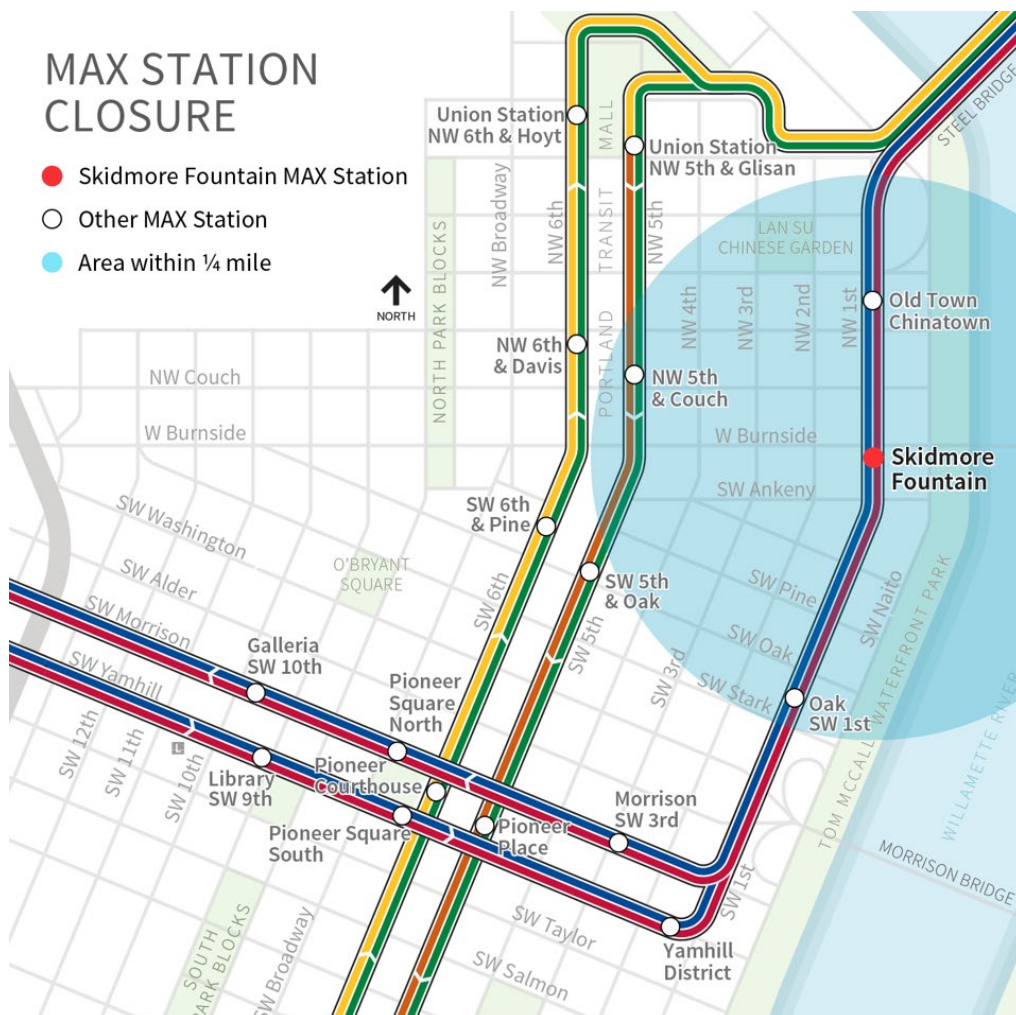 MAX STATION
CLOSURE
Skidmore Fountain MAX Station
Other MAX Station
Area within ¼ mile
NORTH
Union Station
NW 6th & Hoyt
Union Station
NW 5th & Glisan
STEEL BRIDGE
MALL
TRANSIT
PORTLAND
NW Broadway
NW 6th
NW 5th
NORTH PARK BLOCKS
LAN SU
CHINESE GARDEN
NW 4th
NW 3rd
NW 2nd
NW 1st
Old Town
Chinatown
NW 6th
& Davis
NW 5th
& Couch
NW Couch
W Burnside
W Burnside
Skidmore
Fountain
SW Ankeny
SW 6th
& Pine
SW Washington
O'BRYANT
SQUARE
SW Alder
SW Morrison
SW Yamhill
SW 6th
SW 5th
& Oak
SW 5th
SW Pine
SW Naito
SW Oak
SW 3rd
SW Stark
Oak
SW 1st
TOM MCCALL WATERFRONT PARK
WILLAMETTE RIVER
Galleria
SW 10th
Pioneer
Square
North
SW 12th
SW 11th
SW 10th
L
Library
SW 9th
Pioneer
Courthouse
Pioneer Square
South
Pioneer
Place
Morrison
SW 3rd
MORRISON BRIDGE
SW 1st
Yamhill
District
SW Taylor
SW Salmon
SOUTH
PARK BLOCKS
SW Broadway